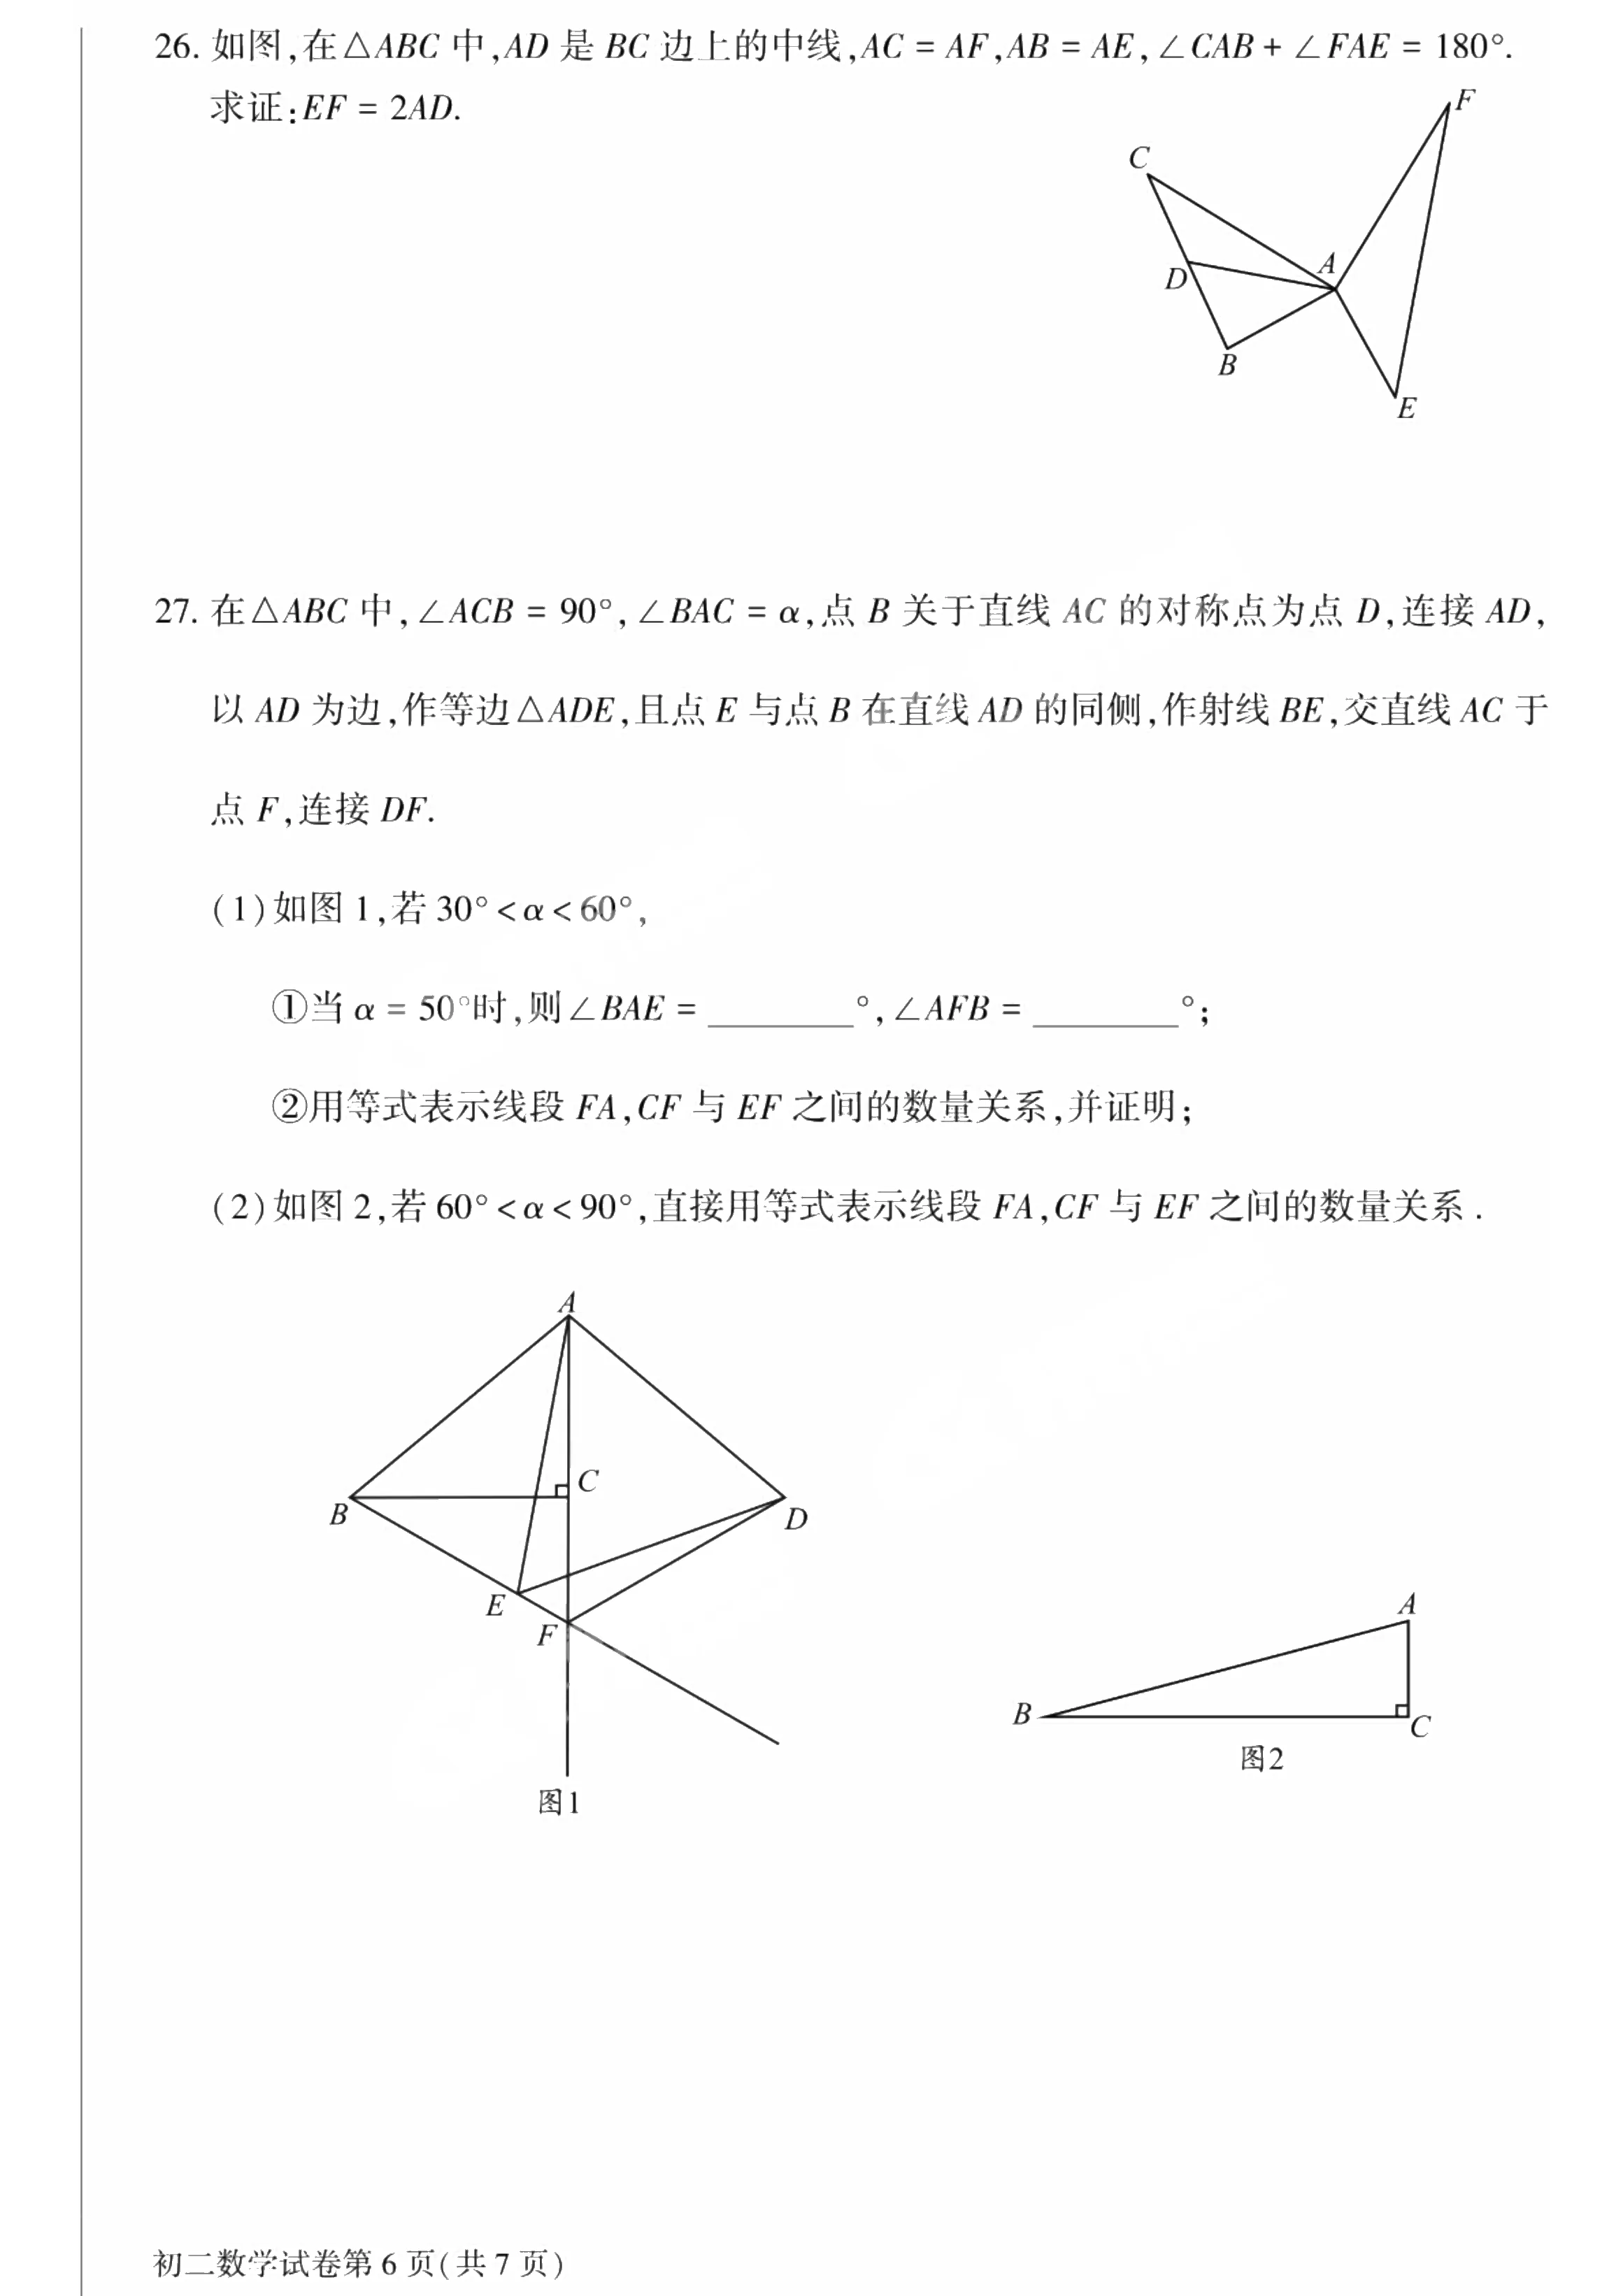 26. 如图,在△ABC 中,AD 是 BC 边上的中线,AC = AF,AB = AE,∠CAB + ∠FAE = 180°.
求证:EF = 2AD.
F
C
A
D
B
E
27. 在△ABC 中,∠ACB = 90°,∠BAC = α,点 B 关于直线 AC 的对称点为点 D,连接 AD,
以 AD 为边,作等边△ADE,且点 E 与点 B 在直线 AD 的同侧,作射线 BE,交直线 AC 于
点 F,连接 DF.
(1)如图 1,若 30° < α < 60°,
①当 α = 50°时,则∠BAE = ________°,∠AFB = ________°;
②用等式表示线段 FA,CF 与 EF 之间的数量关系,并证明;
(2)如图 2,若 60° < α < 90°,直接用等式表示线段 FA,CF 与 EF 之间的数量关系.
A
C
B
D
E
F
图1
A
B
C
图2
初二数学试卷第 6 页(共 7 页)